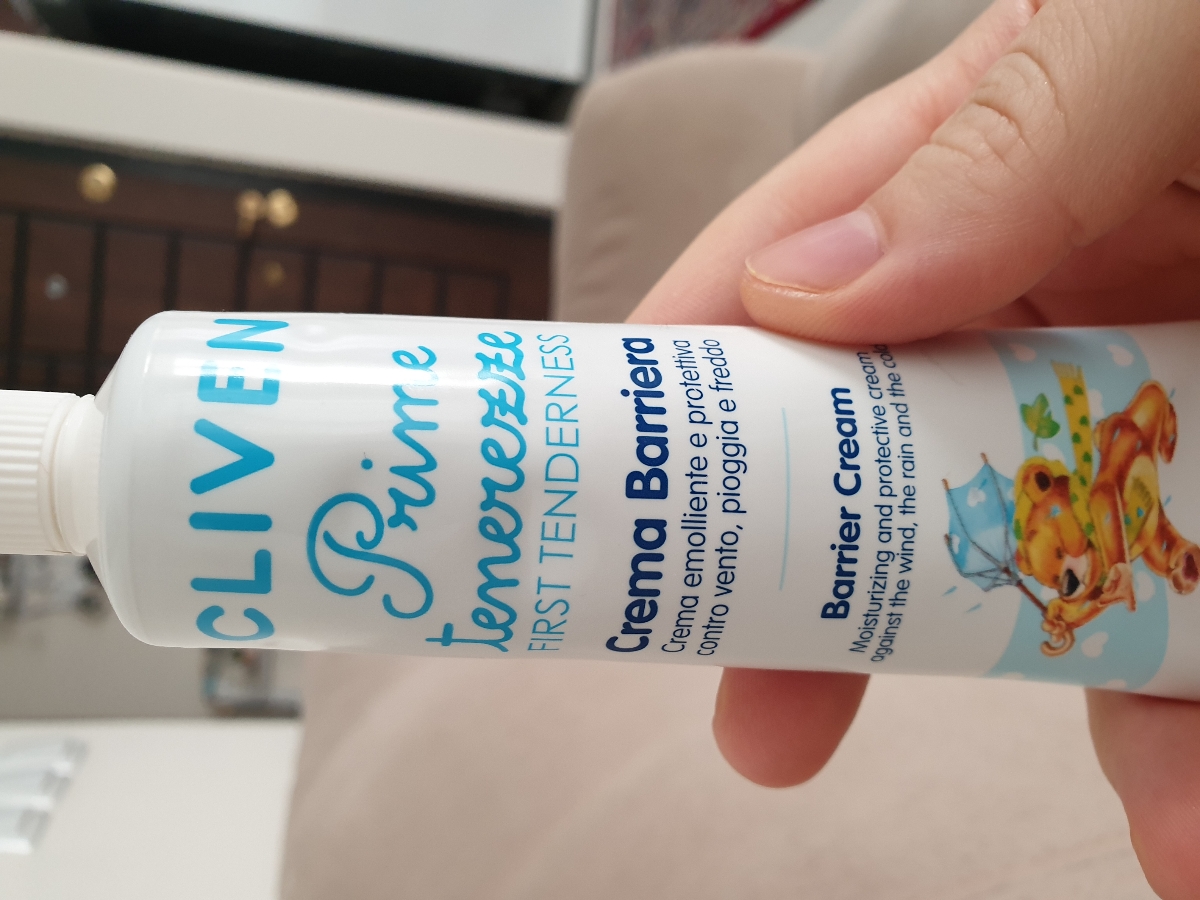 CLIVEN
Prime
tenerezze
FIRST TENDERNESS
Crema Barriera
Crema emolliente e protettiva
contro vento, pioggia e freddo
Barrier Cream
Moisturizing and protective cream
against the wind, the rain and the cold